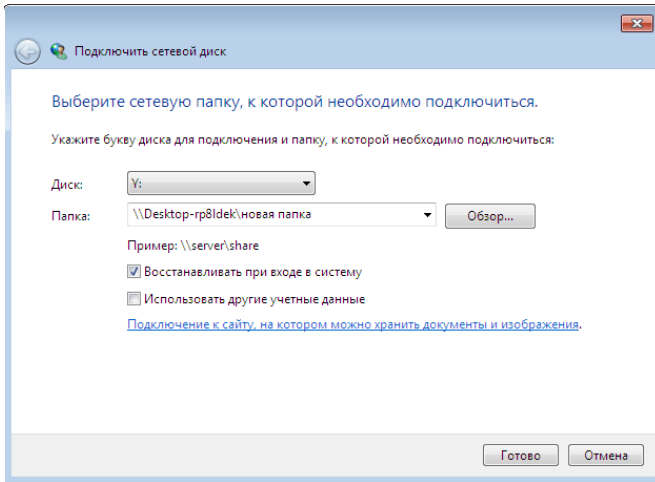 Подключить сетевой диск
Выберите сетевую папку, к которой необходимо подключиться.
Укажите букву диска для подключения и папку, к которой необходимо подключиться:
Диск: Y:
Папка: \\Desktop-rp8ldek\новая папка Обзор...
Пример: \\server\share
Восстанавливать при входе в систему
Использовать другие учетные данные
Подключение к сайту, на котором можно хранить документы и изображения.
Готово Отмена